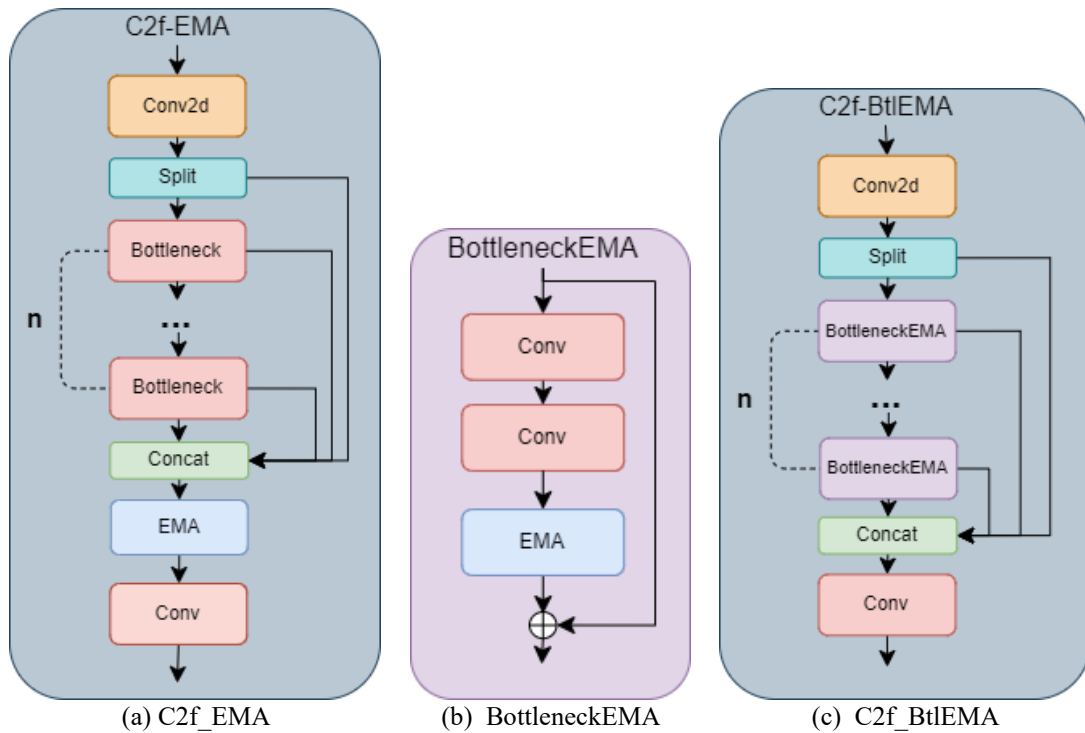 C2f-EMA
Conv2d
Split
Bottleneck
n
...
Bottleneck
Concat
EMA
Conv
(a) C2f_EMA
BottleneckEMA
Conv
Conv
EMA
(b) BottleneckEMA
C2f-BtlEMA
Conv2d
Split
BottleneckEMA
n
...
BottleneckEMA
Concat
Conv
(c) C2f_BtlEMA